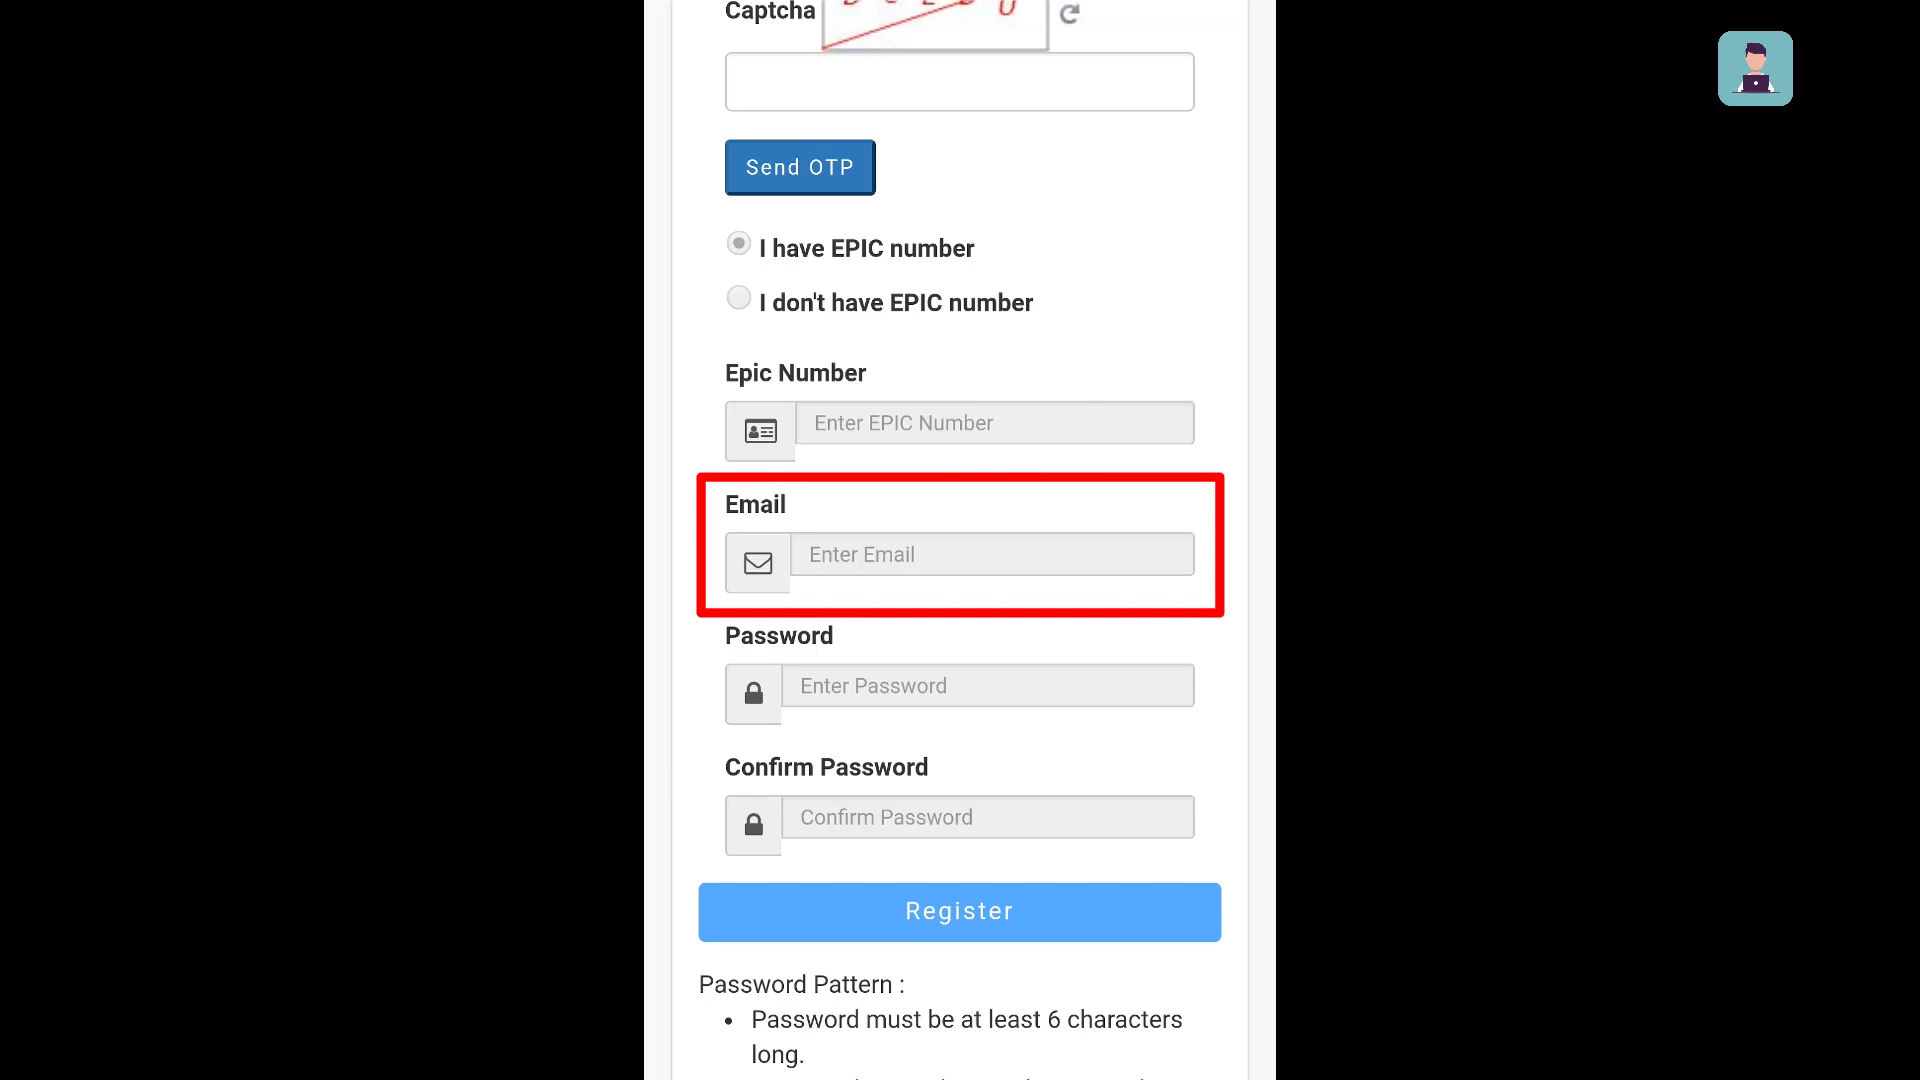 Captcha
Send OTP
I have EPIC number
I don't have EPIC number
Epic Number
Enter EPIC Number
Email
Enter Email
Password
Enter Password
Confirm Password
Confirm Password
Register
Password Pattern :
• Password must be at least 6 characters
long.